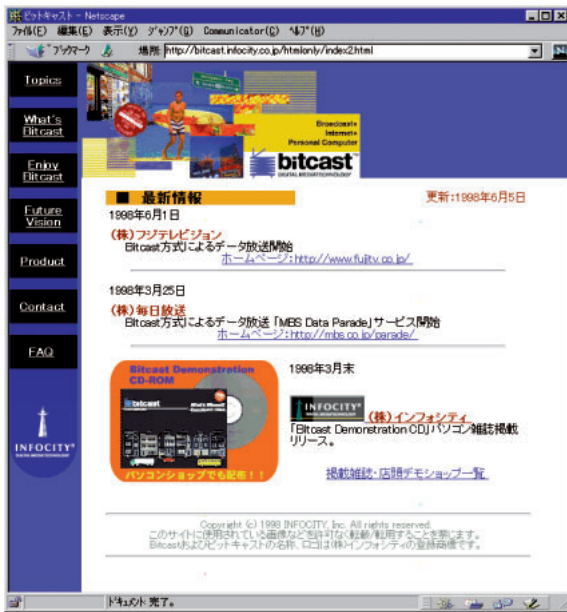 ビットキャスト - Netscape
ファイル(E) 編集(E) 表示(V) ジャンプ(G) Communicator(C) ヘルプ(H)
ブックマーク 場所: http://bitcast.infocity.co.jp/htmlonly/index2.html
Topics
What's
Bitcast
Enjoy
Bitcast
Future
Vision
Product
Contact
FAQ
INFOCITY
DIGITAL MEDIA TECHNOLOGY
Broadcast+
Internet+
Personal Computer
bitcast
DIGITAL MEDIA TECHNOLOGY
■ 最新情報
更新:1998年6月5日
1998年6月1日
(株)フジテレビジョン
Bitcast方式によるデータ放送開始
ホームページ:http://www.fujitv.co.jp/
1998年3月25日
(株)毎日放送
Bitcast方式によるデータ放送「MBS Data Parade」サービス開始
ホームページ:http://mbs.co.jp/parade/
Bitcast Demonstration
CD-ROM
bitcast
パソコンショップでも配布!!
1998年3月末
INFOCITY (株)インフォシティ
「Bitcast Demonstration CD」パソコン雑誌掲載
リリース。
掲載雑誌・店頭デモショップ一覧
Copyright (c) 1998 INFOCITY, Inc. All rights reserved.
このサイトに使用されている画像などを許可なく転載/転用することを禁じます。
Bitcastおよびビットキャストの名称、ロゴは(株)インフォシティの登録商標です。
ドキュメント 完了。